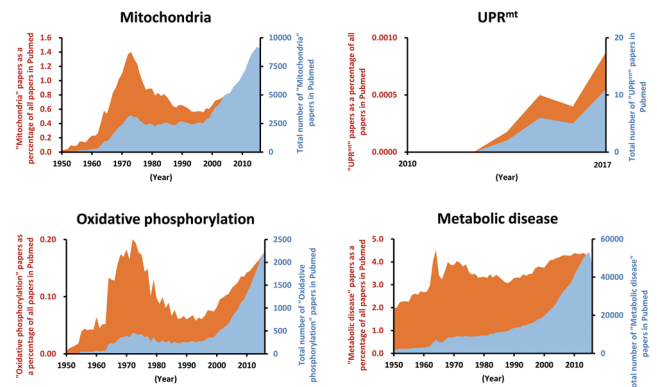 Mitochondria
"Mitochondria" papers as a
percentage of all papers in Pubmed
1.6
1.4
1.2
1.0
0.8
0.6
0.4
0.2
0.0
1950
1960
1970
1980
1990
2000
2010
(Year)
10000
7500
5000
2500
0
Total number of "Mitochondria"
papers in Pubmed
UPRmt
"UPRmt" papers as a percentage of all
papers in Pubmed
0.0010
0.0005
0.0000
2010
2017
(Year)
20
10
0
Total number of "UPRmt" papers in
Pubmed
Oxidative phosphorylation
"Oxidative phosphorylation" papers as
a percentage of all papers in Pubmed
0.20
0.10
0.00
1950
1960
1970
1980
1990
2000
2010
(Year)
2500
2000
1500
1000
500
0
Total number of "Oxidative
phosphorylation" papers in Pubmed
Metabolic disease
"Metabolic disease" papers as a
percentage of all papers in Pubmed
5.0
4.0
3.0
2.0
1.0
0.0
1950
1960
1970
1980
1990
2000
2010
(Year)
60000
40000
20000
0
Total number of "Metabolic disease"
papers in Pubmed